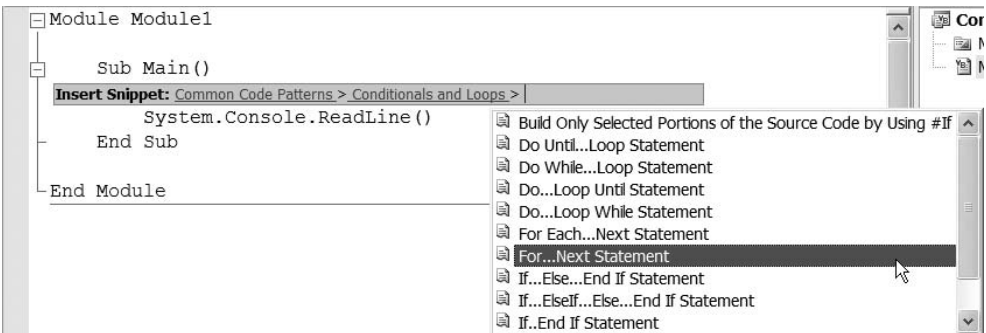 Module Module1
Con
M
Sub Main()
M
Insert Snippet: Common Code Patterns > Conditionals and Loops >
System.Console.ReadLine()
End Sub
End Module
Build Only Selected Portions of the Source Code by Using #If
Do Until...Loop Statement
Do While...Loop Statement
Do...Loop Until Statement
Do...Loop While Statement
For Each...Next Statement
For...Next Statement
If...Else...End If Statement
If...ElseIf...Else...End If Statement
If..End If Statement